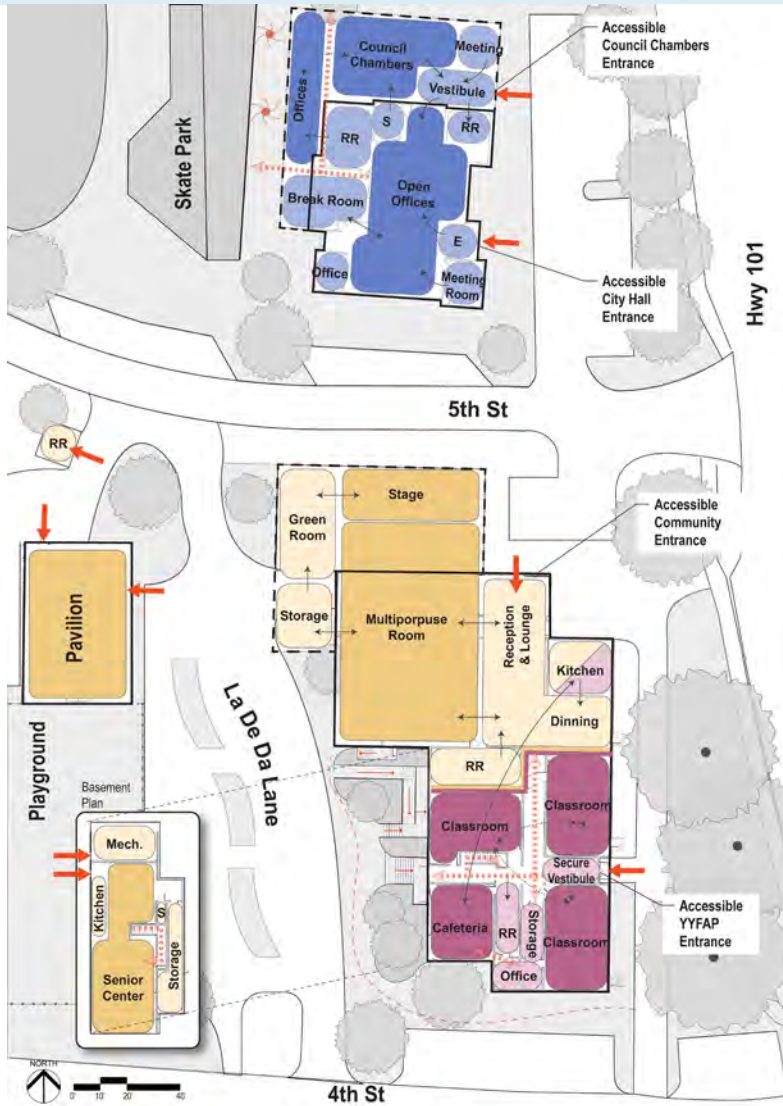 Accessible
Council Chambers
Entrance
Council
Chambers
Meeting
Vestibule
Offices
S
RR
RR
Skate Park
Open
Offices
Break Room
E
Office
Meeting
Room
Accessible
City Hall
Entrance
Hwy 101
5th St
RR
Stage
Green
Room
Accessible
Community
Entrance
Storage
Multiporpuse
Room
Reception
& Lounge
Kitchen
Dinning
Pavilion
La De Da Lane
Playground
RR
Basement
Plan
Mech.
Kitchen
S
Storage
Senior
Center
Classroom
Classroom
Secure
Vestibule
Cafeteria
RR
Storage
Classroom
Office
Accessible
YYFAP
Entrance
NORTH
0' 10' 20' 40'
4th St